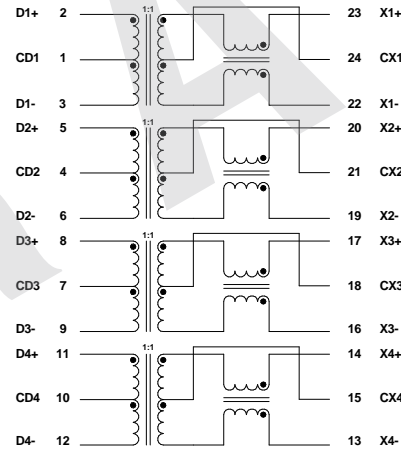 1:1
D1+ 2 23 X1+
CD1 1 24 CX1
D1- 3 22 X1-
1:1
D2+ 5 20 X2+
CD2 4 21 CX2
D2- 6 19 X2-
1:1
D3+ 8 17 X3+
CD3 7 18 CX3
D3- 9 16 X3-
1:1
D4+ 11 14 X4+
CD4 10 15 CX4
D4- 12 13 X4-